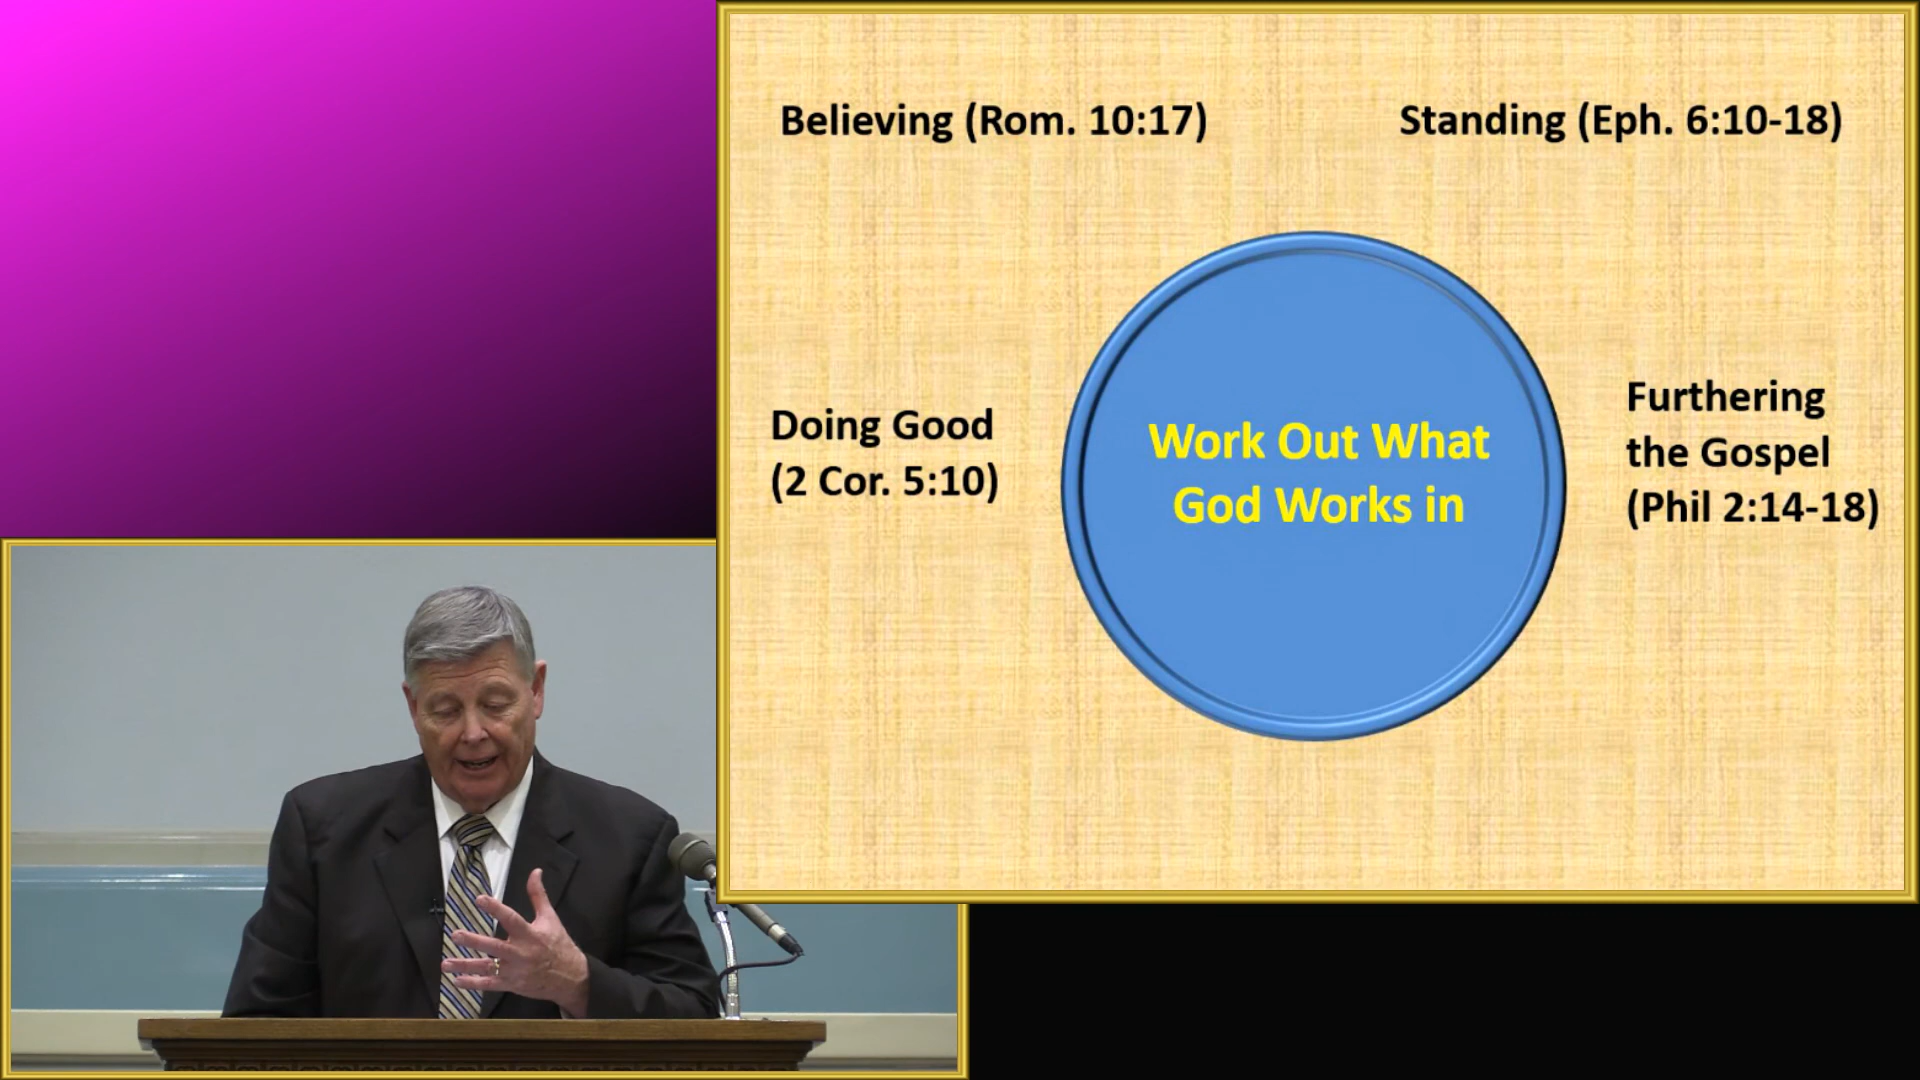 Believing (Rom. 10:17)
Standing (Eph. 6:10-18)
Doing Good
(2 Cor. 5:10)
Work Out What
God Works in
Furthering
the Gospel
(Phil 2:14-18)